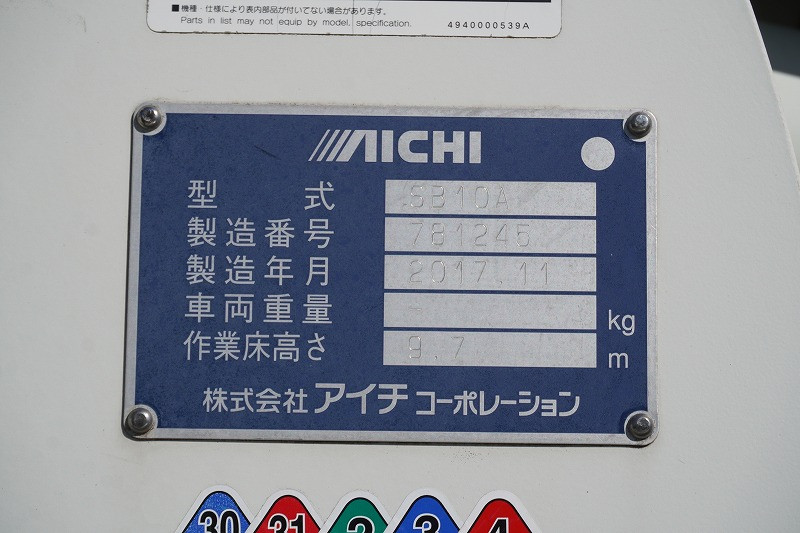 ■機種・仕様により表内部品が付いてない場合があります。
Parts in list may not equip by model, specification.
4940000539A
AICHI
型 式 SB10A
製造番号 781245
製造年月 2017.11
車両重量 - kg
作業床高さ 9.7 m
株式会社 アイチ コーポレーション
30 31 2 3 4